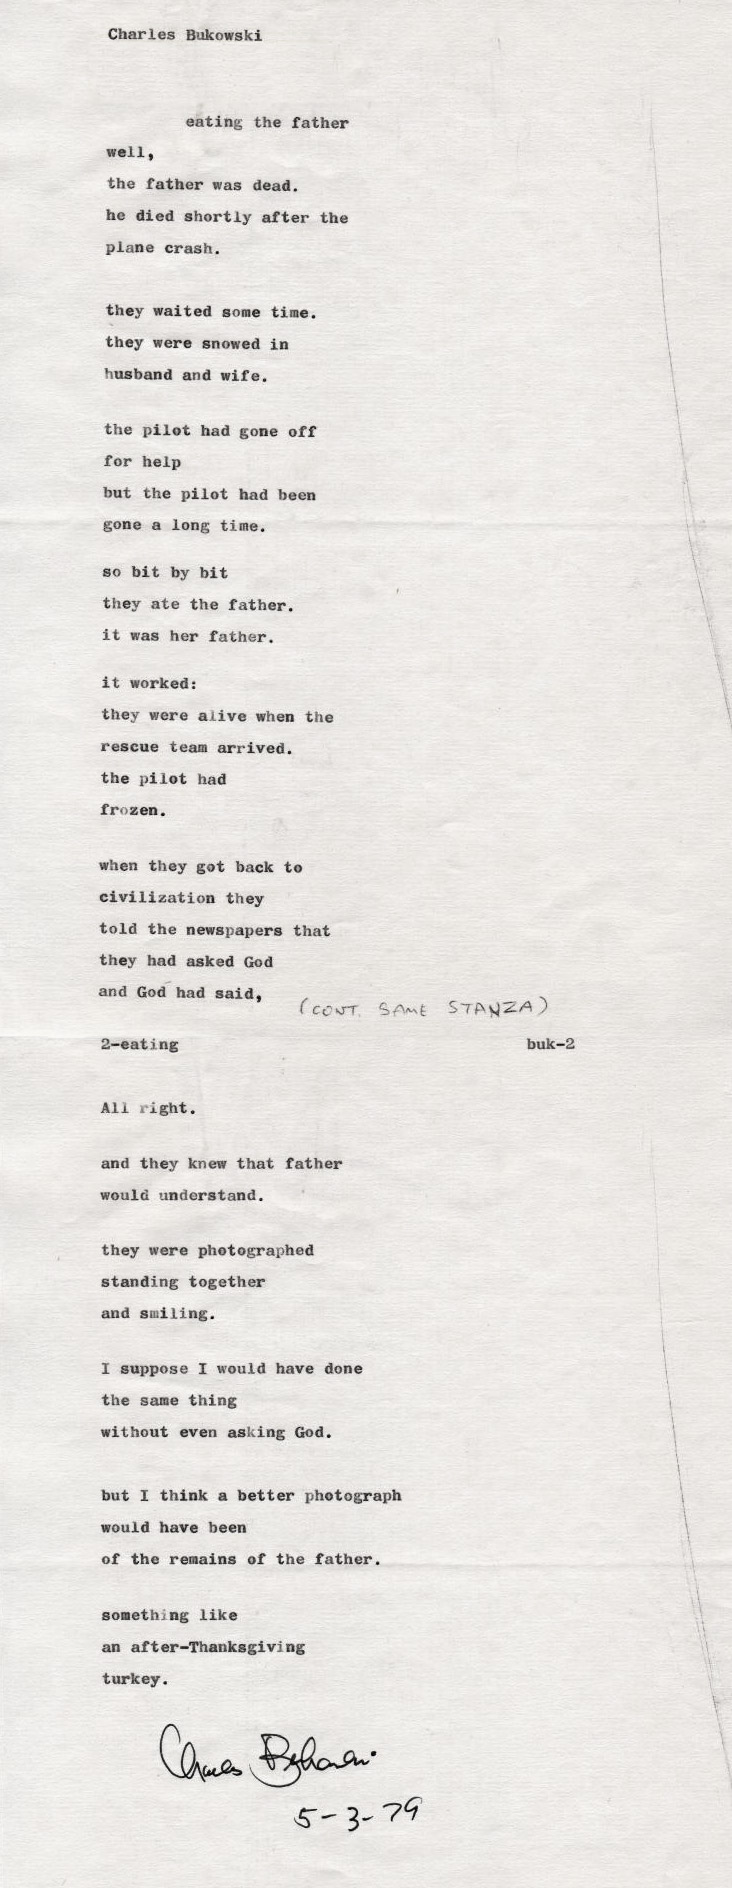 Charles Bukowski
eating the father
well,
the father was dead.
he died shortly after the
plane crash.
they waited some time.
they were snowed in
husband and wife.
the pilot had gone off
for help
but the pilot had been
gone a long time.
so bit by bit
they ate the father.
it was her father.
it worked:
they were alive when the
rescue team arrived.
the pilot had
frozen.
when they got back to
civilization they
told the newspapers that
they had asked God
and God had said,
(CONT. SAME STANZA)
2-eating buk-2
All right.
and they knew that father
would understand.
they were photographed
standing together
and smiling.
I suppose I would have done
the same thing
without even asking God.
but I think a better photograph
would have been
of the remains of the father.
something like
an after-Thanksgiving
turkey.
Charles Bukowski
5-3-79